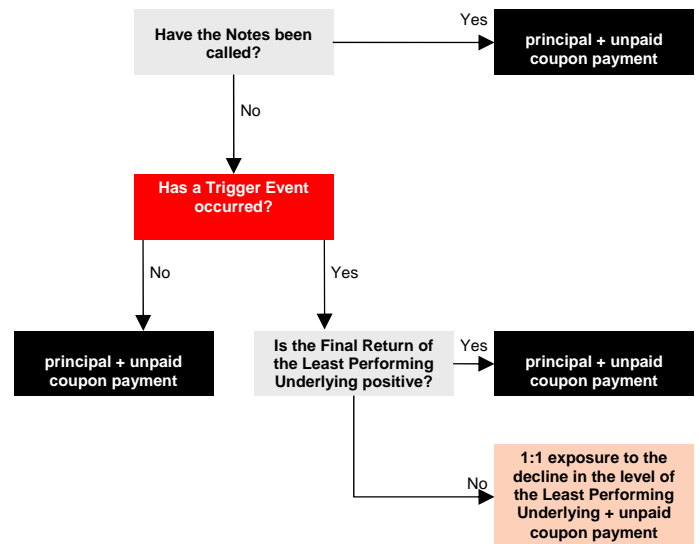 Have the Notes been
called?
Yes
principal + unpaid
coupon payment
No
Has a Trigger Event
occurred?
No
Yes
principal + unpaid
coupon payment
Is the Final Return of
the Least Performing
Underlying positive?
Yes
principal + unpaid
coupon payment
No
1:1 exposure to the
decline in the level of
the Least Performing
Underlying + unpaid
coupon payment